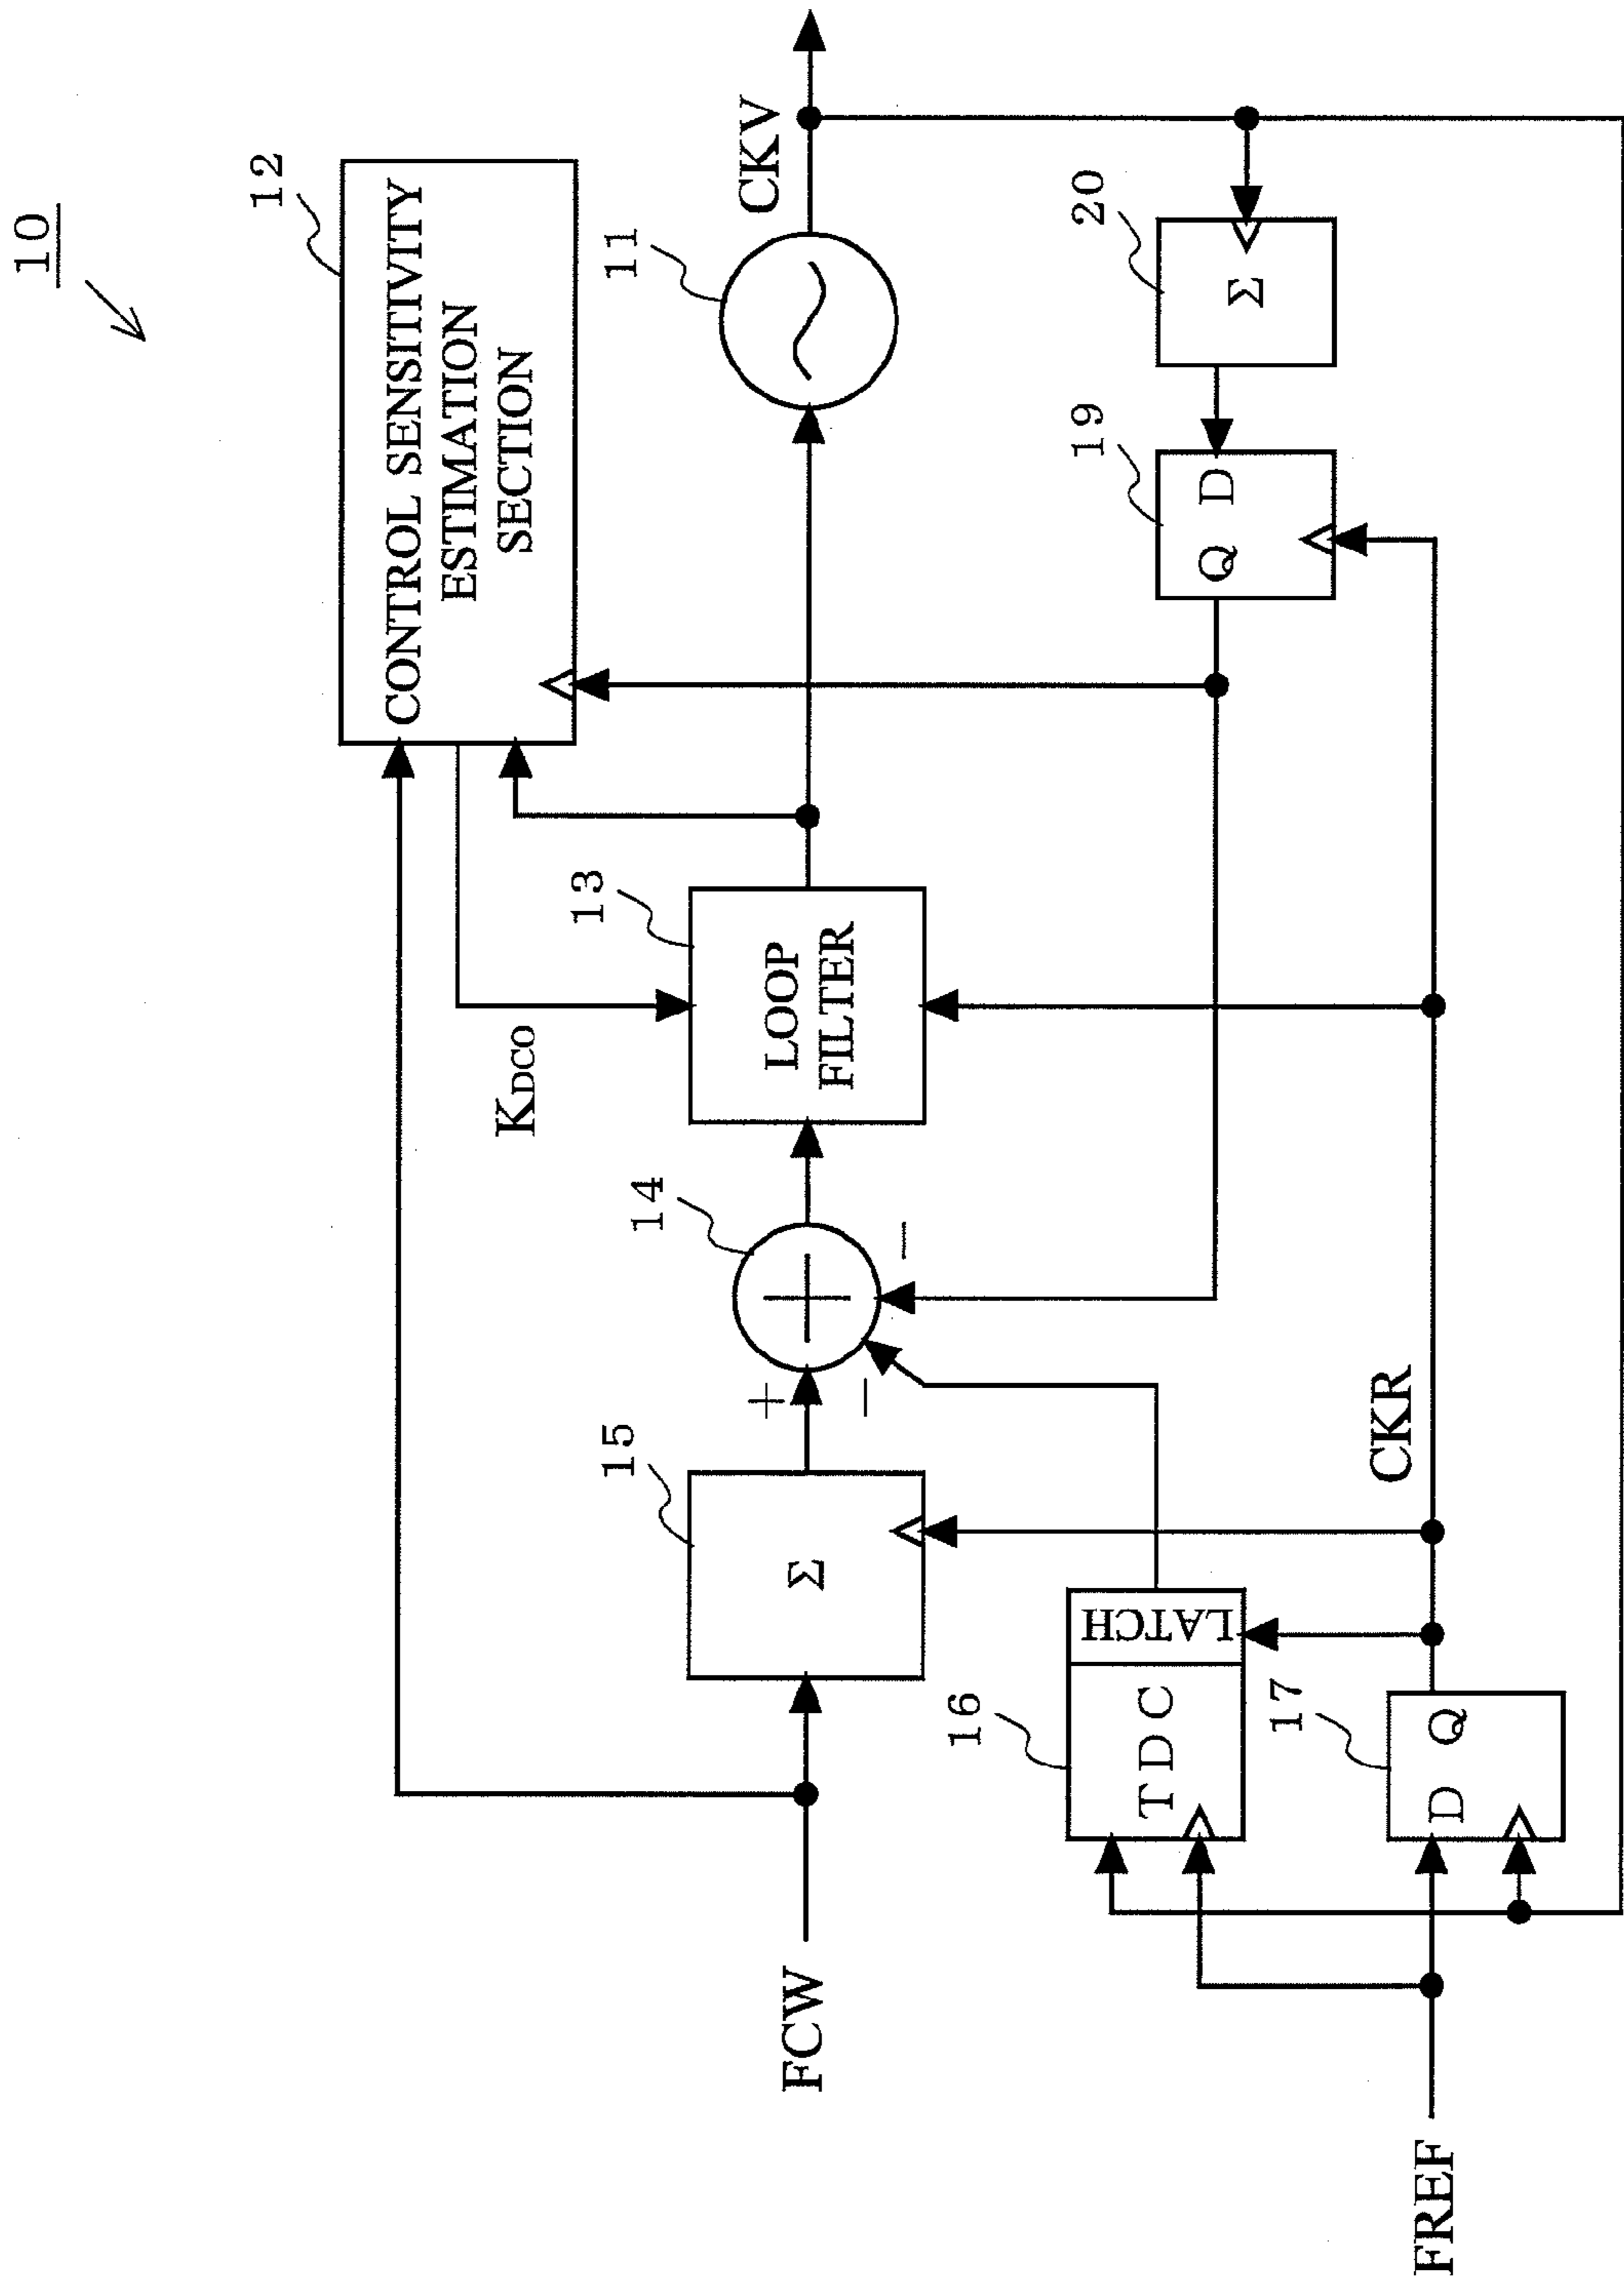 10
12
CONTROL SENSITIVITY
ESTIMATION
SECTION
11
CKV
13
LOOP
FILTER
KDCO
14
+
−
−
15
Σ
FCW
16
TDC
LATCH
17
D Q
CKR
FREF
19
Q D
20
Σ